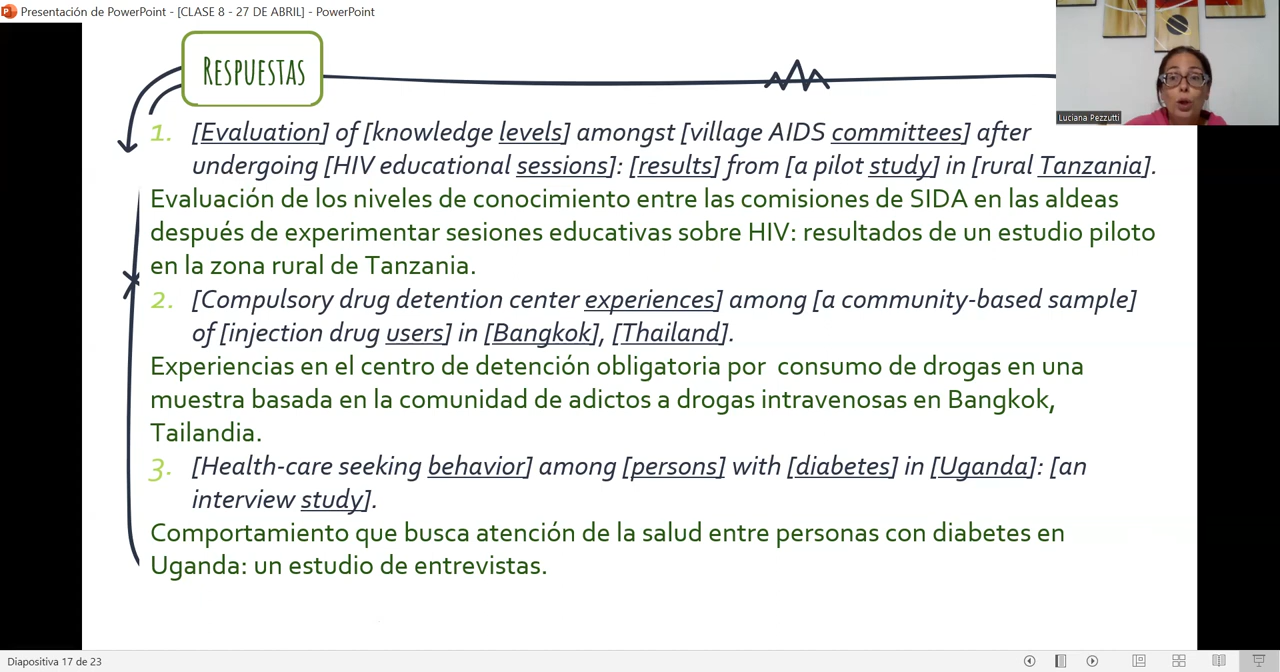 Presentación de PowerPoint - [CLASE 8 - 27 DE ABRIL] - PowerPoint
Respuestas
Luciana Pezzutti
1. [Evaluation] of [knowledge levels] amongst [village AIDS committees] after
undergoing [HIV educational sessions]: [results] from [a pilot study] in [rural Tanzania].
Evaluación de los niveles de conocimiento entre las comisiones de SIDA en las aldeas
después de experimentar sesiones educativas sobre HIV: resultados de un estudio piloto
en la zona rural de Tanzania.
2. [Compulsory drug detention center experiences] among [a community-based sample]
of [injection drug users] in [Bangkok], [Thailand].
Experiencias en el centro de detención obligatoria por consumo de drogas en una
muestra basada en la comunidad de adictos a drogas intravenosas en Bangkok,
Tailandia.
3. [Health-care seeking behavior] among [persons] with [diabetes] in [Uganda]: [an
interview study].
Comportamiento que busca atención de la salud entre personas con diabetes en
Uganda: un estudio de entrevistas.
Diapositiva 17 de 23